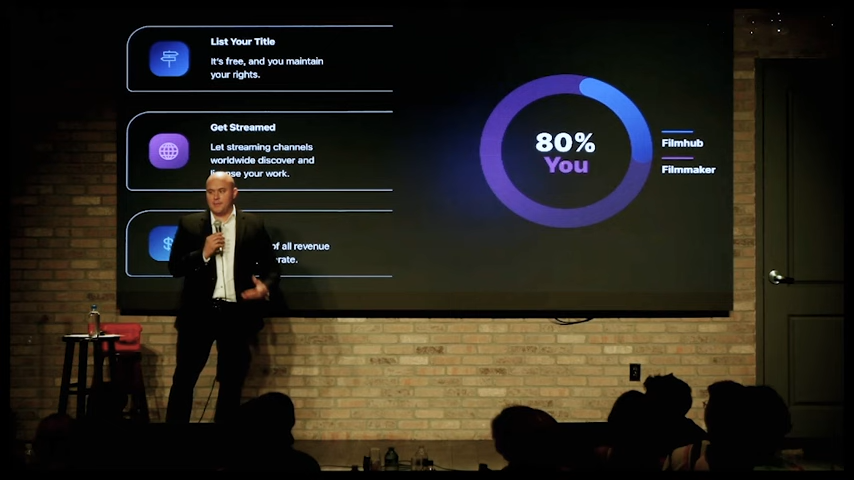 List Your Title
It's free, and you maintain
your rights.
Get Streamed
Let streaming channels
worldwide discover and
license your work.
of all revenue
80%
You
Filmhub
Filmmaker